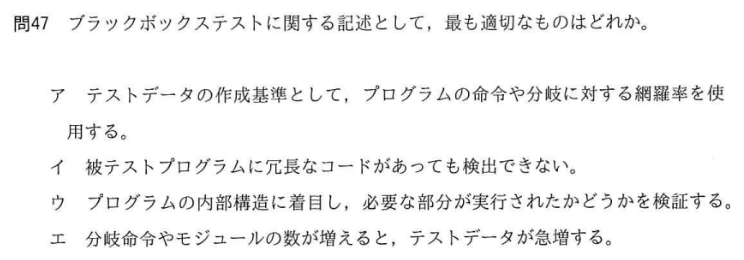 問47　ブラックボックステストに関する記述として，最も適切なものはどれか。
ア　テストデータの作成基準として，プログラムの命令や分岐に対する網羅率を使
用する。
イ　被テストプログラムに冗長なコードがあっても検出できない。
ウ　プログラムの内部構造に着目し，必要な部分が実行されたかどうかを検証する。
エ　分岐命令やモジュールの数が増えると，テストデータが急増する。